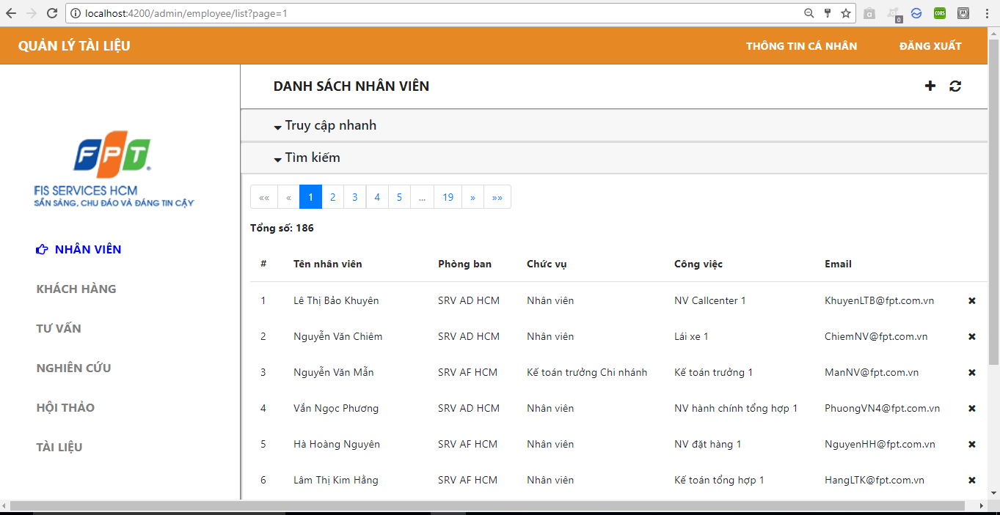 localhost:4200/admin/employee/list?page=1
0
CORS
QUẢN LÝ TÀI LIỆU THÔNG TIN CÁ NHÂN ĐĂNG XUẤT
FPT
FIS SERVICES HCM
SẴN SÀNG, CHU ĐÁO VÀ ĐÁNG TIN CẬY
NHÂN VIÊN
KHÁCH HÀNG
TƯ VẤN
NGHIÊN CỨU
HỘI THẢO
TÀI LIỆU
DANH SÁCH NHÂN VIÊN
Truy cập nhanh
Tìm kiếm
«« « 1 2 3 4 5 ... 19 » »»
Tổng số: 186
# Tên nhân viên Phòng ban Chức vụ Công việc Email
1 Lê Thị Bảo Khuyên SRV AD HCM Nhân viên NV Callcenter 1 KhuyenLTB@fpt.com.vn
2 Nguyễn Văn Chiêm SRV AD HCM Nhân viên Lái xe 1 ChiemNV@fpt.com.vn
3 Nguyễn Văn Mẫn SRV AF HCM Kế toán trưởng Chi nhánh Kế toán trưởng 1 ManNV@fpt.com.vn
4 Vắn Ngọc Phương SRV AD HCM Nhân viên NV hành chính tổng hợp 1 PhuongVN4@fpt.com.vn
5 Hà Hoàng Nguyên SRV AF HCM Nhân viên NV đặt hàng 1 NguyenHH@fpt.com.vn
6 Lâm Thị Kim Hằng SRV AF HCM Nhân viên Kế toán tổng hợp 1 HangLTK@fpt.com.vn